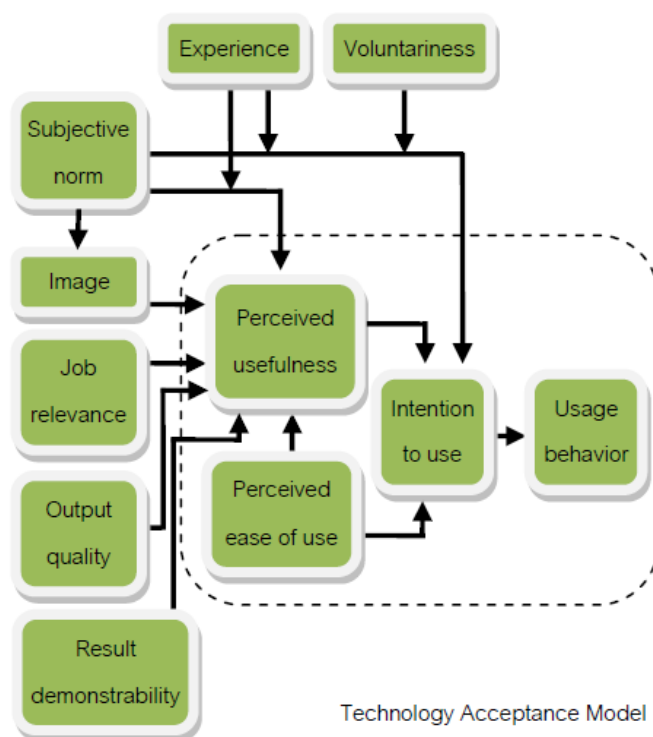 Experience
Voluntariness
Subjective
norm
Image
Perceived
usefulness
Job
relevance
Intention
to use
Usage
behavior
Output
quality
Perceived
ease of use
Result
demonstrability
Technology Acceptance Model